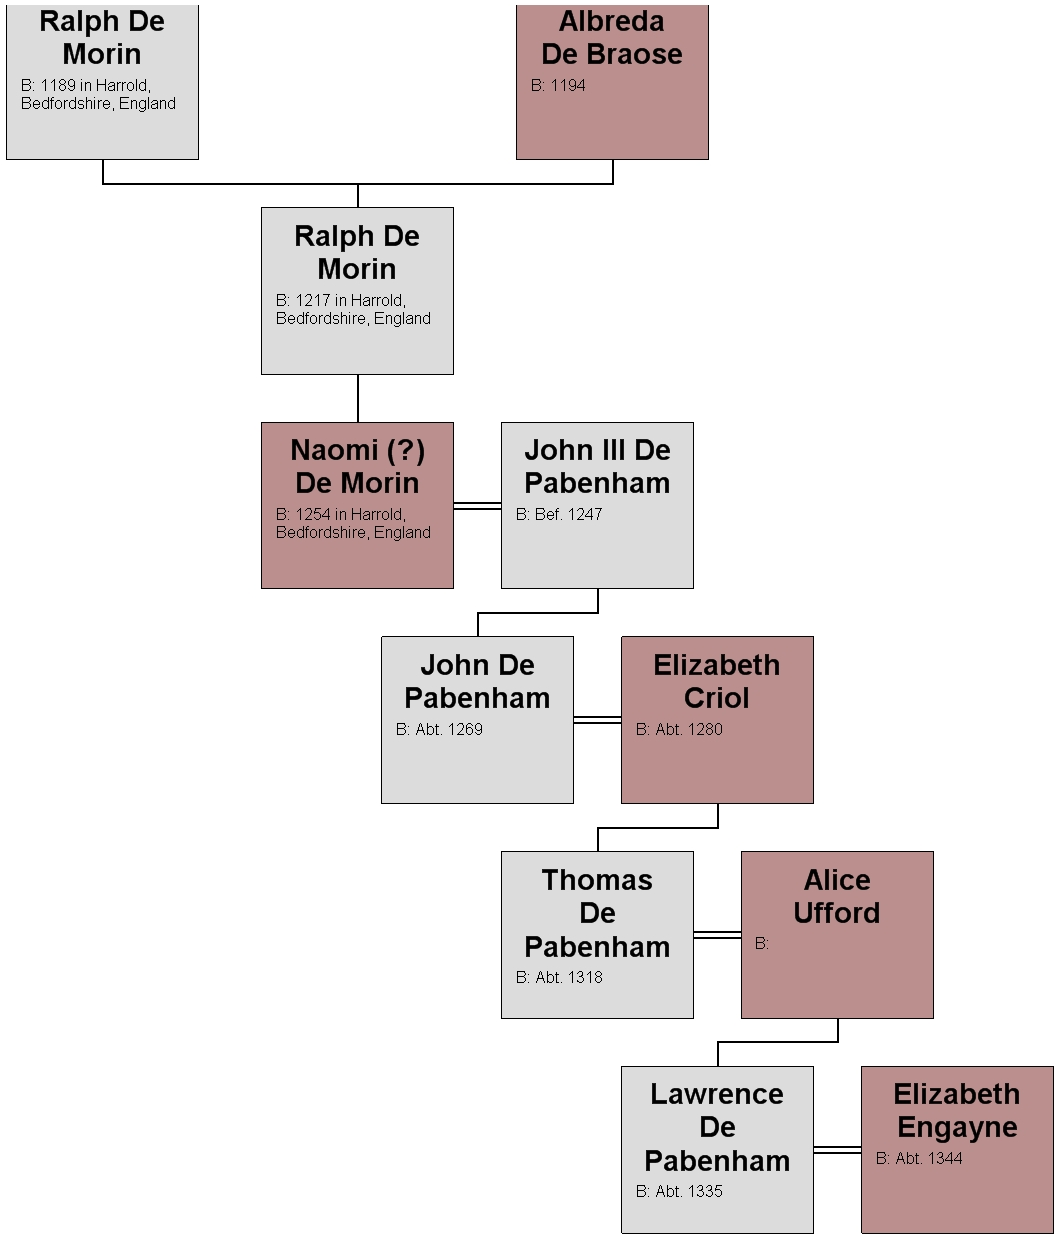 Ralph De
Morin
B: 1189 in Harrold,
Bedfordshire, England
Albreda
De Braose
B: 1194
Ralph De
Morin
B: 1217 in Harrold,
Bedfordshire, England
Naomi (?)
De Morin
B: 1254 in Harrold,
Bedfordshire, England
John III De
Pabenham
B: Bef. 1247
John De
Pabenham
B: Abt. 1269
Elizabeth
Criol
B: Abt. 1280
Thomas
De
Pabenham
B: Abt. 1318
Alice
Ufford
B:
Lawrence
De
Pabenham
B: Abt. 1335
Elizabeth
Engayne
B: Abt. 1344